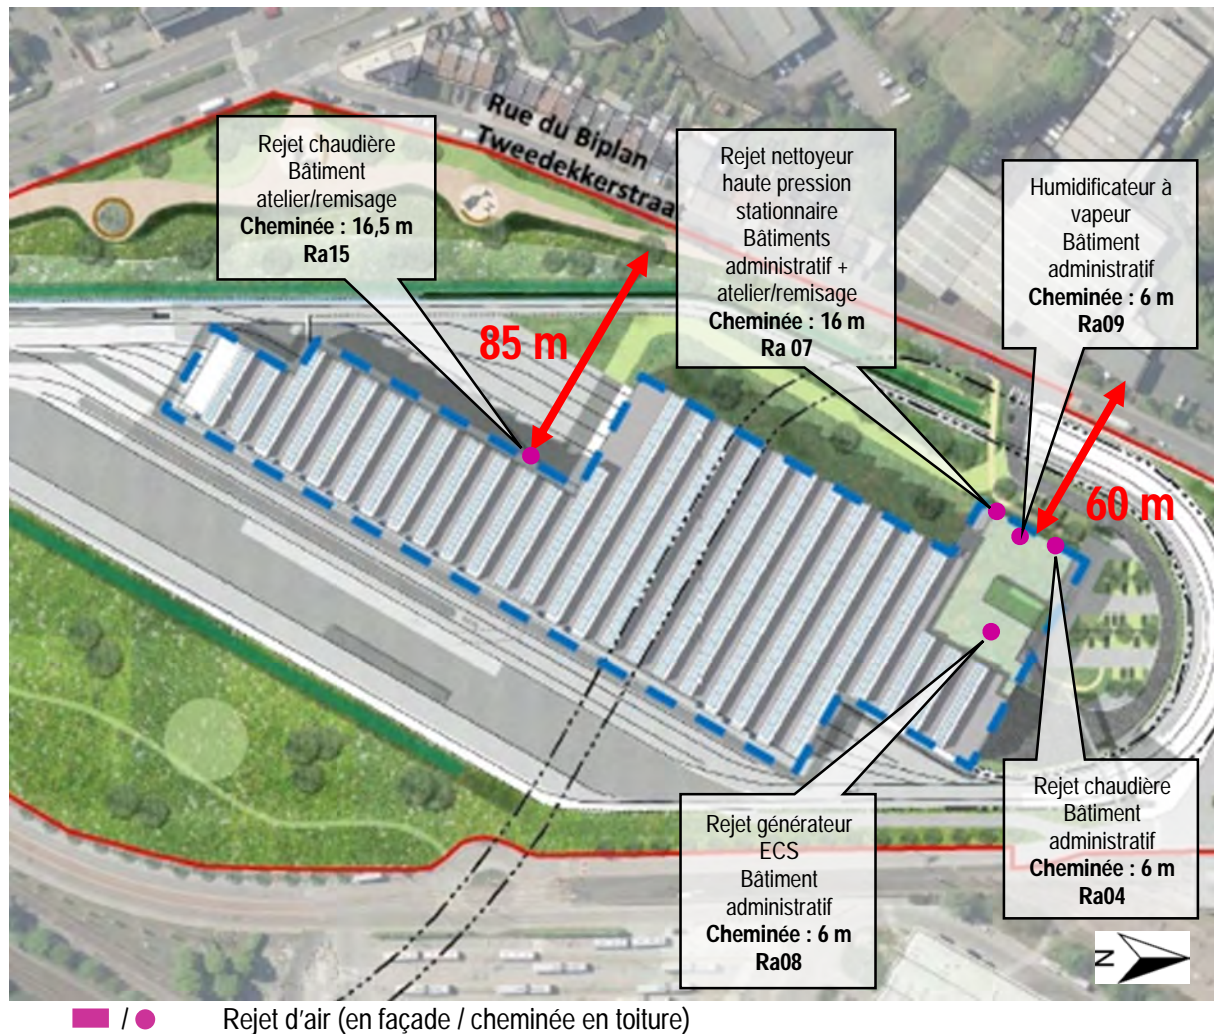 Rue du Biplan
Tweedekkerstraat
Rejet chaudière
Bâtiment
atelier/remisage
Cheminée : 16,5 m
Ra15
Rejet nettoyeur
haute pression
stationnaire
Bâtiments
administratif +
atelier/remisage
Cheminée : 16 m
Ra 07
Humidificateur à
vapeur
Bâtiment
administratif
Cheminée : 6 m
Ra09
85 m
60 m
Rejet générateur
ECS
Bâtiment
administratif
Cheminée : 6 m
Ra08
Rejet chaudière
Bâtiment
administratif
Cheminée : 6 m
Ra04
N
/
Rejet d'air (en façade / cheminée en toiture)